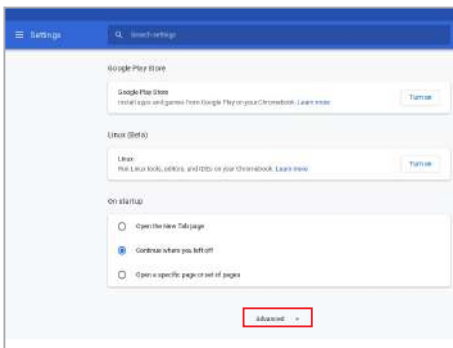 Settings
Search settings
Google Play Store
Google Play Store
Install apps and games from Google Play on your Chromebook. Learn more
Turn on
Linux (Beta)
Linux
Run Linux tools, editors, and IDEs on your Chromebook. Learn more
Turn on
On startup
Open the New Tab page
Continue where you left off
Open a specific page or set of pages
Advanced